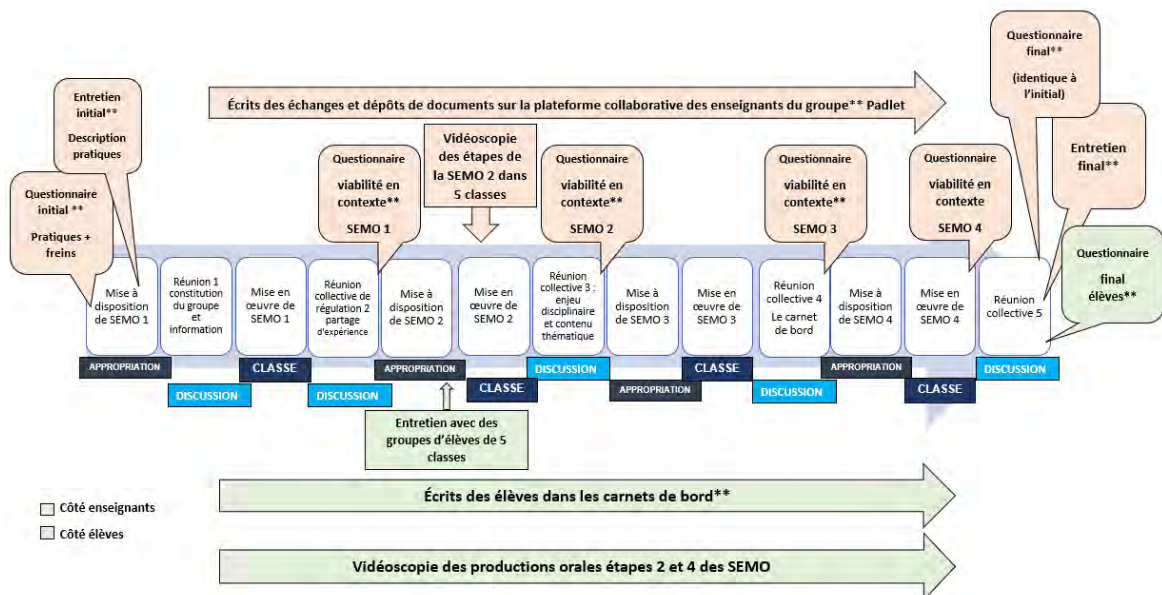 Questionnaire
final**
(identique à
l'initial)
Entretien
initial**
Description
pratiques
Écrits des échanges et dépôts de documents sur la plateforme collaborative des enseignants du groupe** Padlet
Vidéoscopie
des étapes de
la SEMO 2 dans
5 classes
Entretien
final**
Questionnaire
initial **
Pratiques +
freins
Questionnaire
viabilité en
contexte**
SEMO 1
Questionnaire
viabilité en
contexte**
SEMO 2
Questionnaire
viabilité en
contexte**
SEMO 3
Questionnaire
viabilité en
contexte
SEMO 4
Questionnaire
final
élèves**
Mise à
disposition
de SEMO 1
Réunion 1
constitution
du groupe
et
information
Mise en
œuvre de
SEMO 1
Réunion
collective de
régulation 2
partage
d'expérience
Mise à
disposition
de SEMO 2
Mise en
œuvre de
SEMO 2
Réunion
collective 3 :
enjeu
disciplinaire
et contenu
thématique
Mise à
disposition
de SEMO 3
Mise en
œuvre de
SEMO 3
Réunion
collective 4
Le carnet
de bord
Mise à
disposition
de SEMO 4
Mise en
œuvre de
SEMO 4
Réunion
collective 5
APPROPRIATION
DISCUSSION
CLASSE
DISCUSSION
APPROPRIATION
CLASSE
DISCUSSION
APPROPRIATION
CLASSE
DISCUSSION
APPROPRIATION
CLASSE
DISCUSSION
Entretien avec des
groupes d'élèves de 5
classes
Écrits des élèves dans les carnets de bord**
Côté enseignants
Côté élèves
Vidéoscopie des productions orales étapes 2 et 4 des SEMO